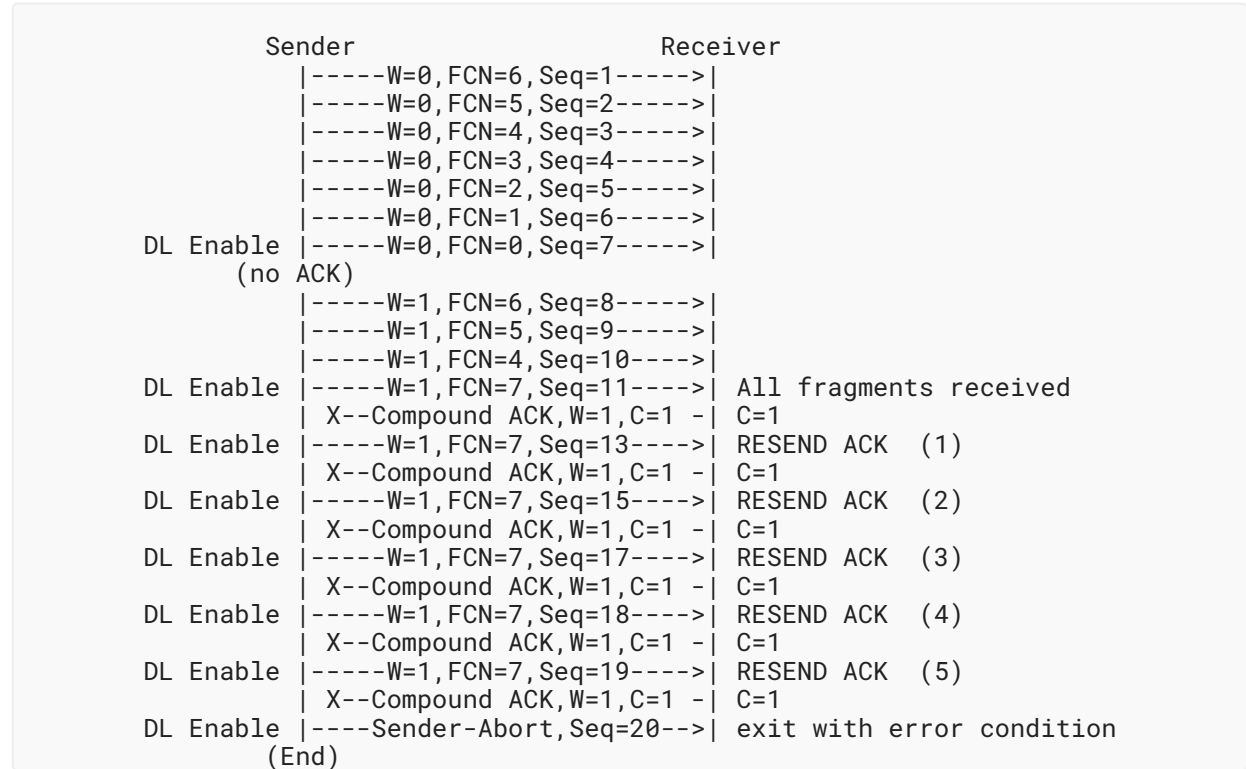 Sender                    Receiver
|-----W=0,FCN=6,Seq=1----->|
|-----W=0,FCN=5,Seq=2----->|
|-----W=0,FCN=4,Seq=3----->|
|-----W=0,FCN=3,Seq=4----->|
|-----W=0,FCN=2,Seq=5----->|
|-----W=0,FCN=1,Seq=6----->|
DL Enable |-----W=0,FCN=0,Seq=7----->|
(no ACK)
|-----W=1,FCN=6,Seq=8----->|
|-----W=1,FCN=5,Seq=9----->|
|-----W=1,FCN=4,Seq=10---->|
DL Enable |-----W=1,FCN=7,Seq=11---->| All fragments received
| X--Compound ACK,W=1,C=1 -| C=1
DL Enable |-----W=1,FCN=7,Seq=13---->| RESEND ACK  (1)
| X--Compound ACK,W=1,C=1 -| C=1
DL Enable |-----W=1,FCN=7,Seq=15---->| RESEND ACK  (2)
| X--Compound ACK,W=1,C=1 -| C=1
DL Enable |-----W=1,FCN=7,Seq=17---->| RESEND ACK  (3)
| X--Compound ACK,W=1,C=1 -| C=1
DL Enable |-----W=1,FCN=7,Seq=18---->| RESEND ACK  (4)
| X--Compound ACK,W=1,C=1 -| C=1
DL Enable |-----W=1,FCN=7,Seq=19---->| RESEND ACK  (5)
| X--Compound ACK,W=1,C=1 -| C=1
DL Enable |----Sender-Abort,Seq=20-->| exit with error condition
(End)